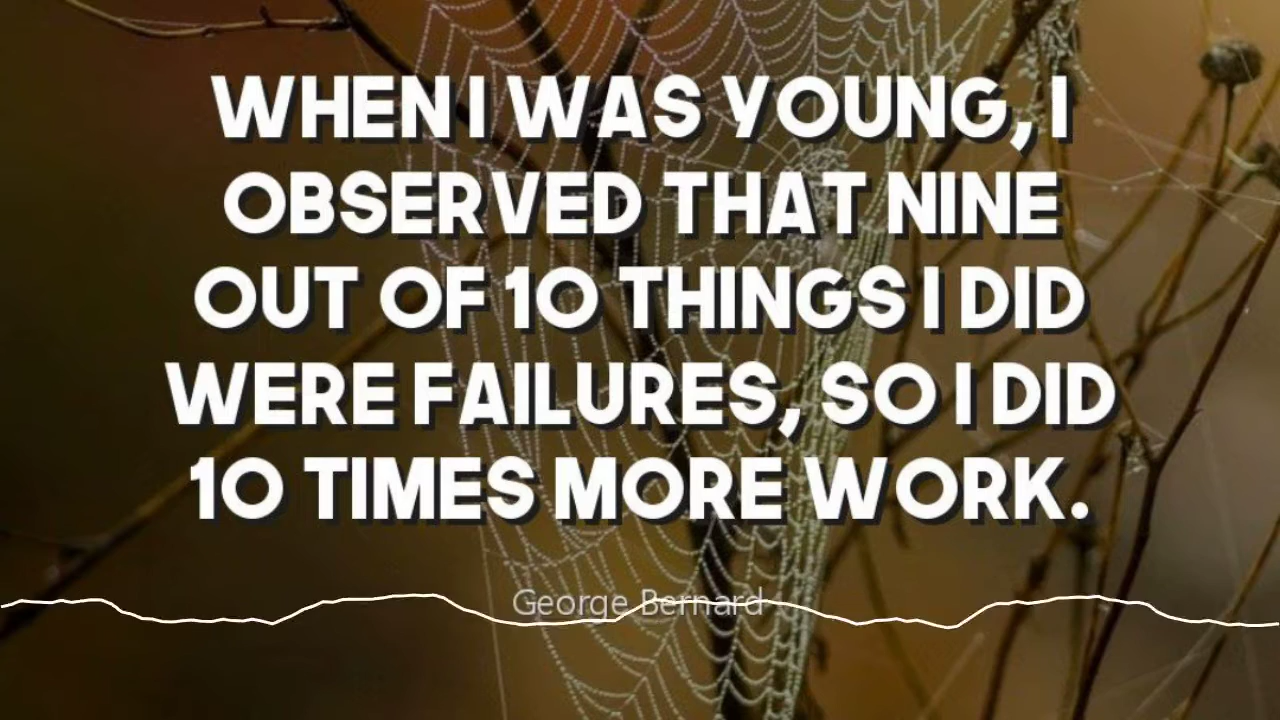 WHEN I WAS YOUNG, I
OBSERVED THAT NINE
OUT OF 10 THINGS I DID
WERE FAILURES, SO I DID
10 TIMES MORE WORK.
George Bernard